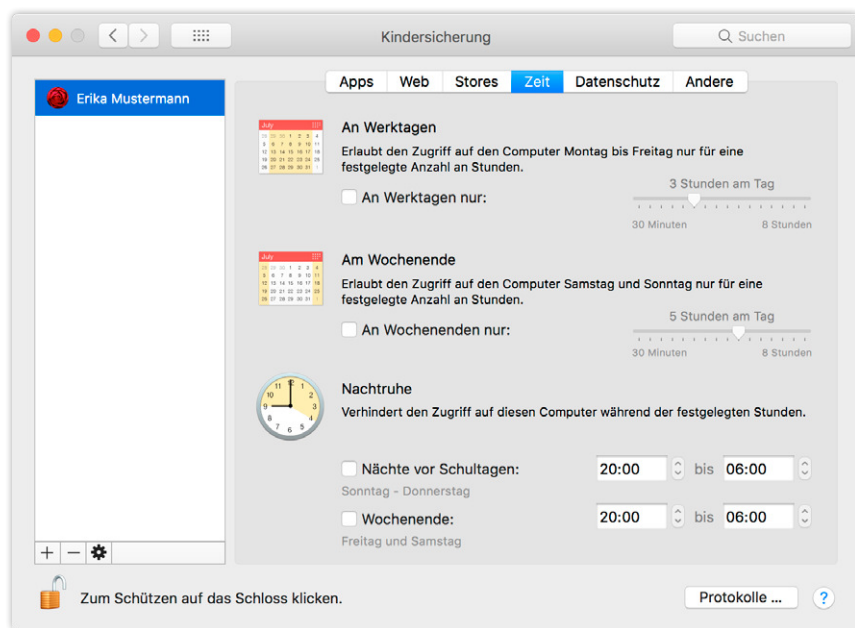 Kindersicherung
Suchen
Erika Mustermann
Apps Web Stores Zeit Datenschutz Andere
July
An Werktagen
Erlaubt den Zugriff auf den Computer Montag bis Freitag nur für eine
festgelegte Anzahl an Stunden.
3 Stunden am Tag
An Werktagen nur:
30 Minuten 8 Stunden
July
Am Wochenende
Erlaubt den Zugriff auf den Computer Samstag und Sonntag nur für eine
festgelegte Anzahl an Stunden.
5 Stunden am Tag
An Wochenenden nur:
30 Minuten 8 Stunden
Nachtruhe
Verhindert den Zugriff auf diesen Computer während der festgelegten Stunden.
Nächte vor Schultagen: 20:00 bis 06:00
Sonntag - Donnerstag
Wochenende: 20:00 bis 06:00
Freitag und Samstag
Zum Schützen auf das Schloss klicken.
Protokolle ... ?